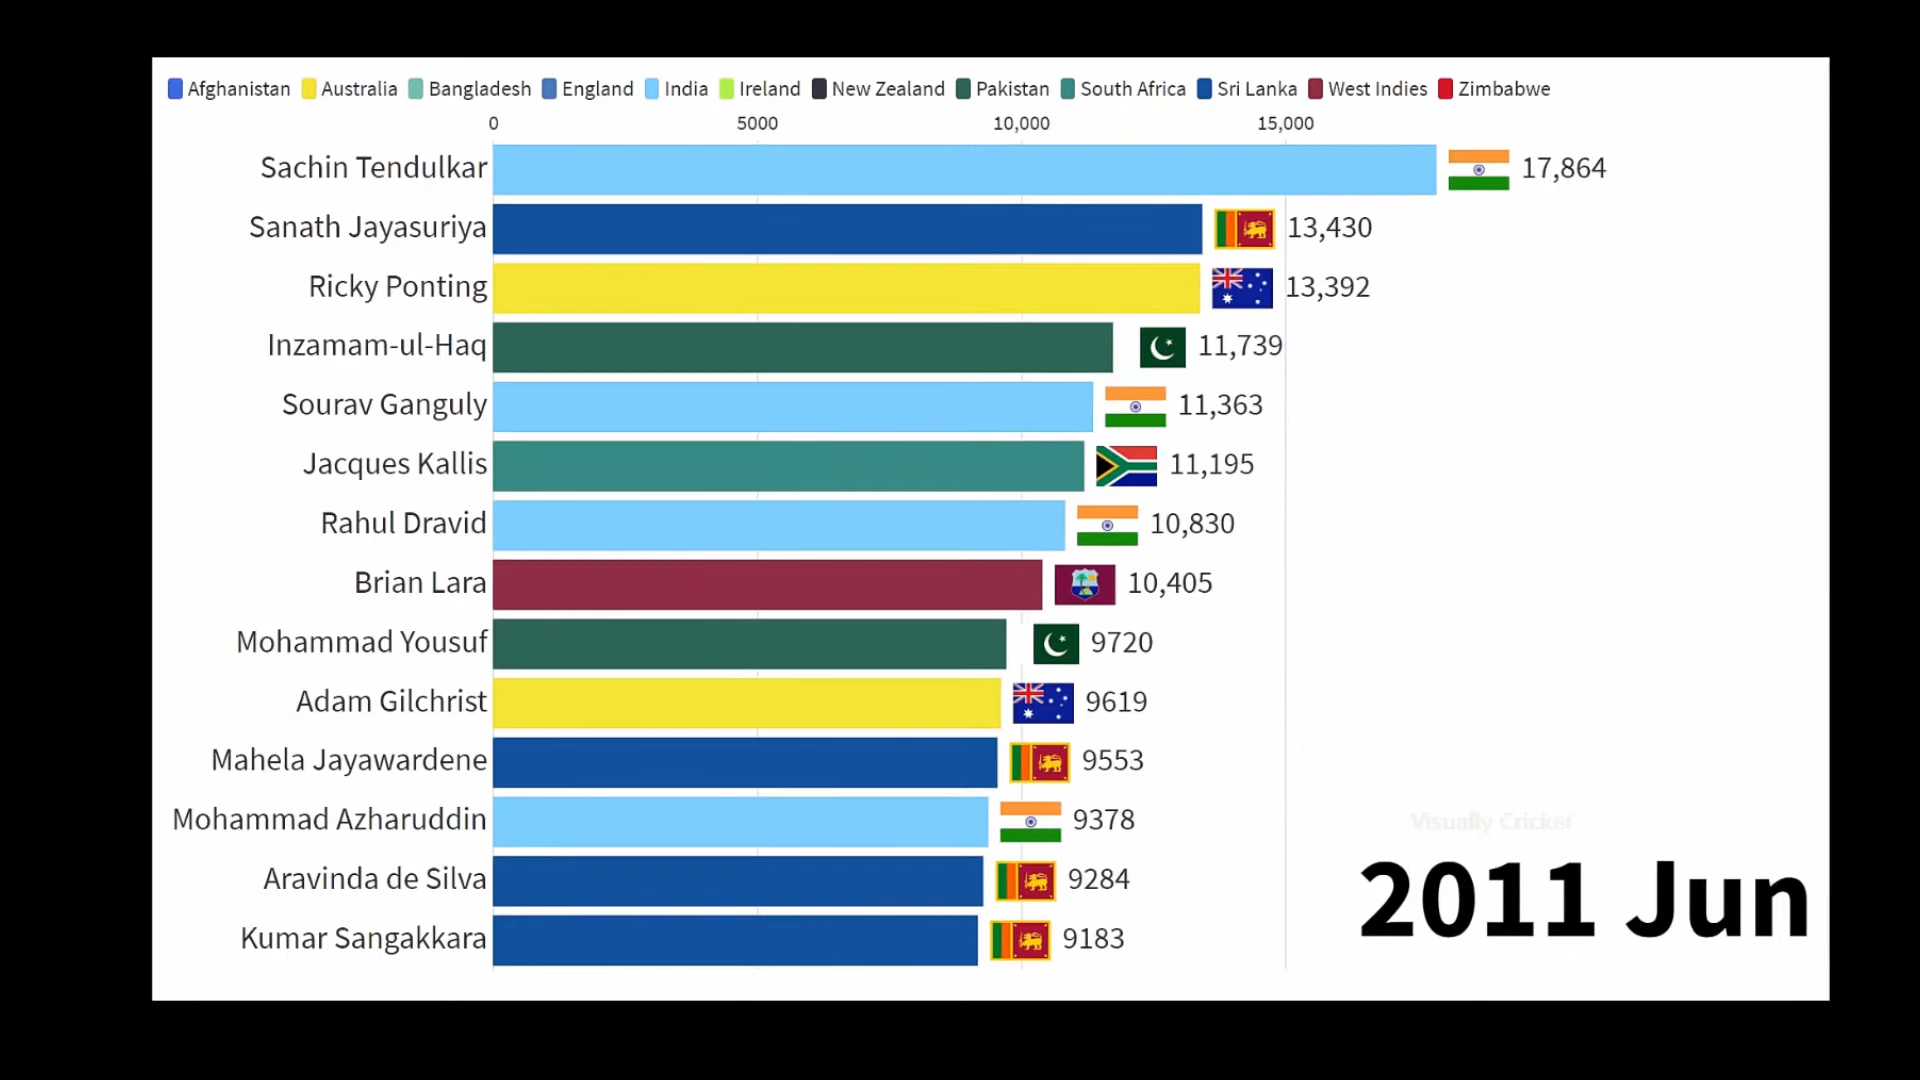 Afghanistan Australia Bangladesh England India Ireland New Zealand Pakistan South Africa Sri Lanka West Indies Zimbabwe
0 5000 10,000 15,000
Sachin Tendulkar 17,864
Sanath Jayasuriya 13,430
Ricky Ponting 13,392
Inzamam-ul-Haq 11,739
Sourav Ganguly 11,363
Jacques Kallis 11,195
Rahul Dravid 10,830
Brian Lara 10,405
Mohammad Yousuf 9720
Adam Gilchrist 9619
Mahela Jayawardene 9553
Mohammad Azharuddin 9378
Visually Cricket
Aravinda de Silva 9284
2011 Jun
Kumar Sangakkara 9183